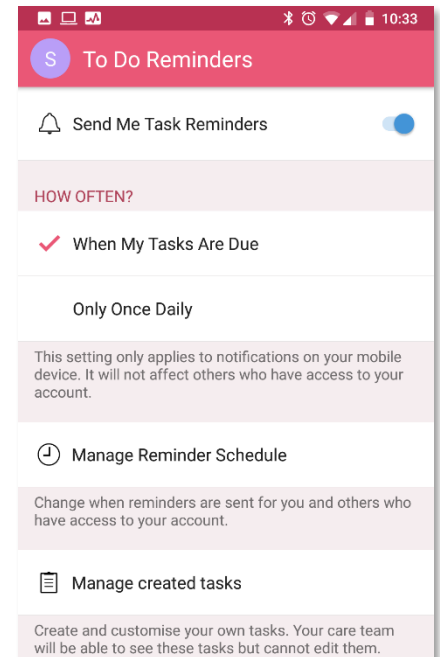 10:33
S To Do Reminders
Send Me Task Reminders
HOW OFTEN?
When My Tasks Are Due
Only Once Daily
This setting only applies to notifications on your mobile
device. It will not affect others who have access to your
account.
Manage Reminder Schedule
Change when reminders are sent for you and others who
have access to your account.
Manage created tasks
Create and customise your own tasks. Your care team
will be able to see these tasks but cannot edit them.